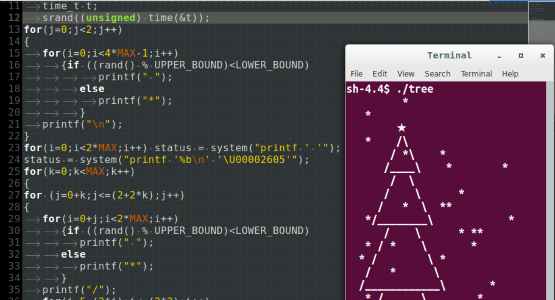 11 time_t t;
12 srand((unsigned) time(&t));
13 for(j=0;j<2;j++)
14 {
15 for(i=0;i<4*MAX-1;i++)
16 {if ((rand() % UPPER_BOUND)<LOWER_BOUND)
17 printf(" ");
18 else
19 printf("*");
20 }
21 printf("\n");
22 }
23 for(i=0;i<2*MAX;i++) status = system("printf ' '");
24 status = system("printf '%b\n' '\U00002605'");
25 for(k=0;k<MAX;k++)
26 {
27 for (j=0+k;j<=(2+2*k);j++)
28 {
29 for(i=0+j;i<2*MAX;i++)
30 {if ((rand() % UPPER_BOUND)<LOWER_BOUND)
31 printf(" ");
32 else
33 printf("*");
34 }
35 printf("/");
Terminal
File Edit View Search Terminal Help
sh-4.4$ ./tree
*
*
★
* /\
/ *\ *
/____\ * *
/ \
/ \ *
/ * \ **
*/________\ *
/ \ * **
* / * \ *
* / \ *
/ * \
/____________\ *